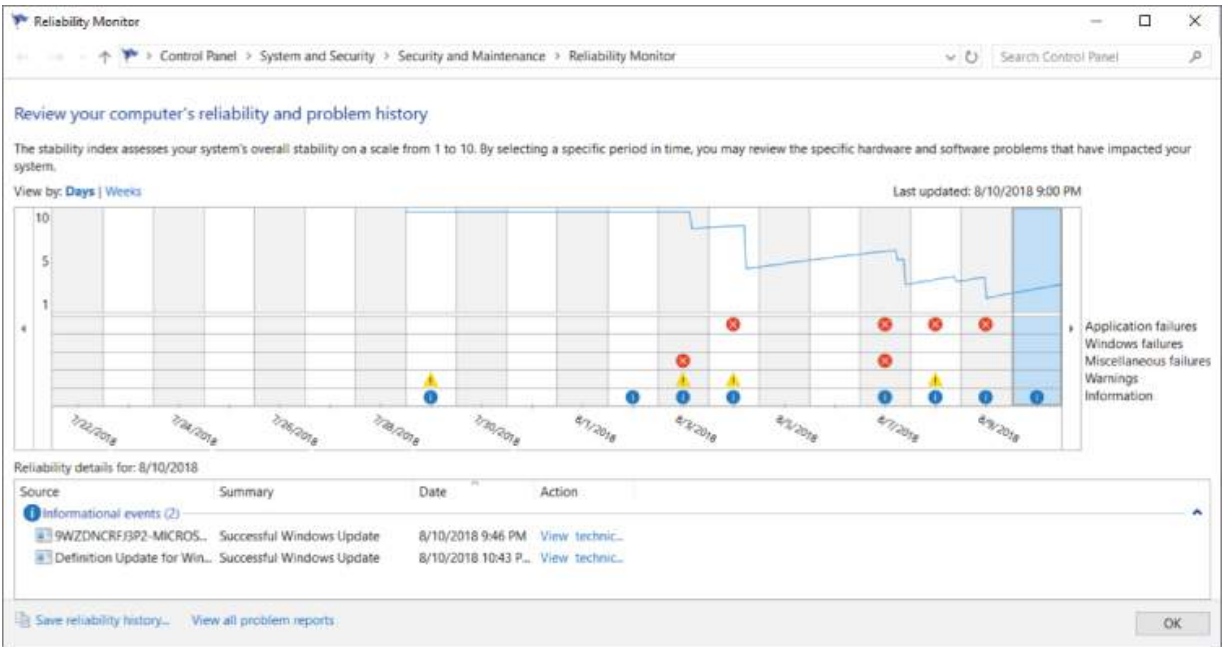 Reliability Monitor
Control Panel > System and Security > Security and Maintenance > Reliability Monitor
Search Control Panel
Review your computer's reliability and problem history
The stability index assesses your system's overall stability on a scale from 1 to 10. By selecting a specific period in time, you may review the specific hardware and software problems that have impacted your
system.
View by: Days | Weeks
Last updated: 8/10/2018 9:00 PM
10
5
1
Application failures
Windows failures
Miscellaneous failures
Warnings
Information
7/22/2018 7/24/2018 7/26/2018 7/28/2018 7/30/2018 8/1/2018 8/3/2018 8/5/2018 8/7/2018 8/9/2018
Reliability details for: 8/10/2018
Source Summary Date Action
Informational events (2)
9WZDNCRFJ3P2-MICROS... Successful Windows Update 8/10/2018 9:46 PM View technic...
Definition Update for Win... Successful Windows Update 8/10/2018 10:43 P... View technic...
Save reliability history... View all problem reports
OK